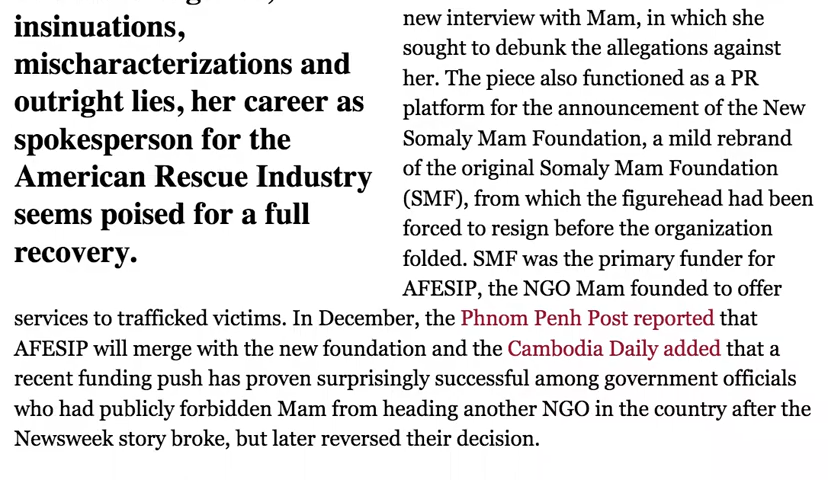 insinuations,
mischaracterizations and
outright lies, her career as
spokesperson for the
American Rescue Industry
seems poised for a full
recovery.
new interview with Mam, in which she
sought to debunk the allegations against
her. The piece also functioned as a PR
platform for the announcement of the New
Somaly Mam Foundation, a mild rebrand
of the original Somaly Mam Foundation
(SMF), from which the figurehead had been
forced to resign before the organization
folded. SMF was the primary funder for
AFESIP, the NGO Mam founded to offer
services to trafficked victims. In December, the Phnom Penh Post reported that
AFESIP will merge with the new foundation and the Cambodia Daily added that a
recent funding push has proven surprisingly successful among government officials
who had publicly forbidden Mam from heading another NGO in the country after the
Newsweek story broke, but later reversed their decision.